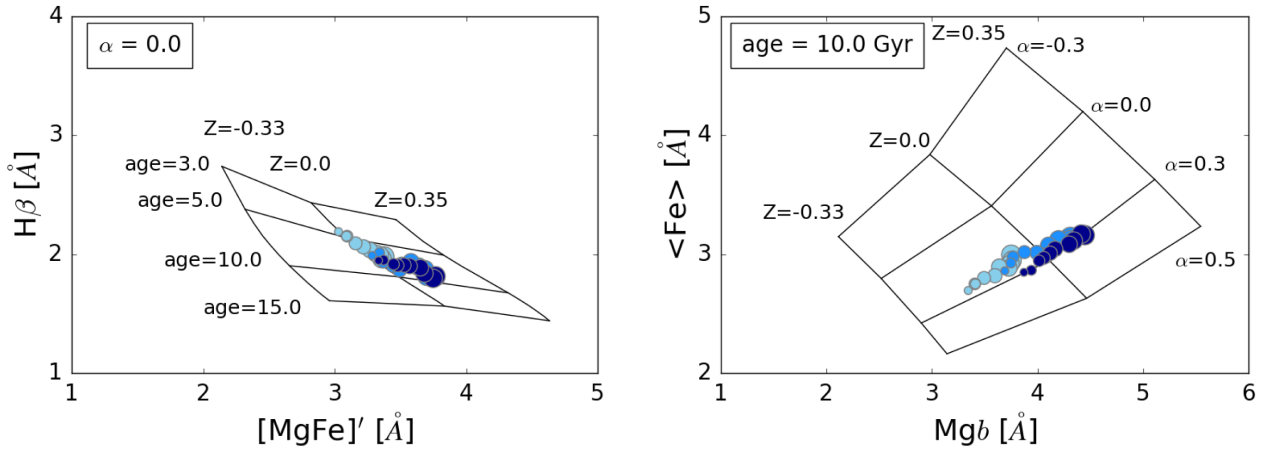 α = 0.0
Z=-0.33
Z=0.0
Z=0.35
age=3.0
age=5.0
age=10.0
age=15.0
Hβ [Å]
4
3
2
1
1
2
3
4
5
[MgFe]′ [Å]
age = 10.0 Gyr
Z=0.35
α=-0.3
α=0.0
Z=0.0
α=0.3
Z=-0.33
α=0.5
<Fe> [Å]
5
4
3
2
1
2
3
4
5
6
Mgb [Å]